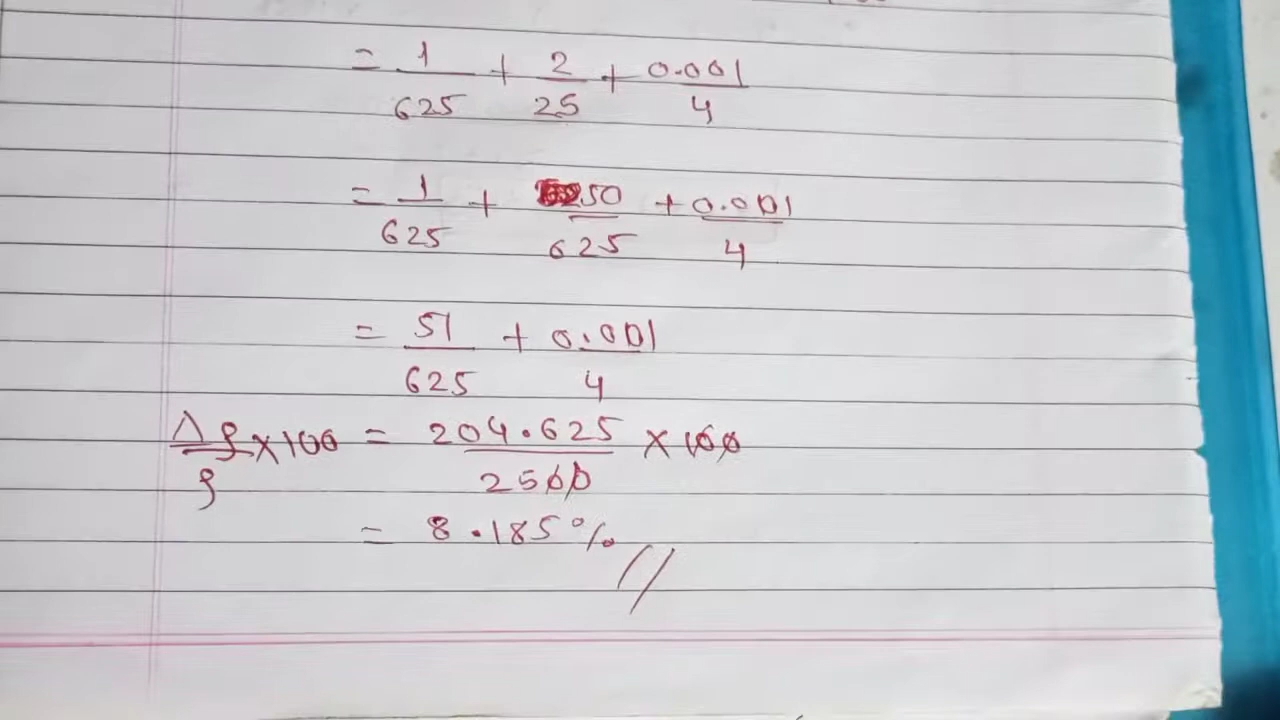 = 1/625 + 2/25 + 0.001/4
= 1/625 + 50/625 + 0.001/4
= 51/625 + 0.001/4
Δρ/ρ × 100 = 204.625/2500 × 100
= 8.185%